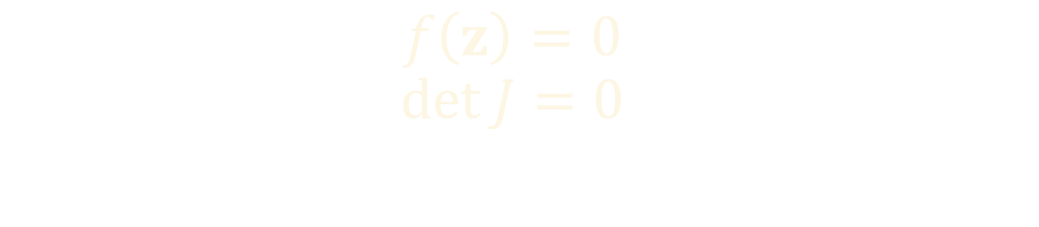 f(𝐳) = 0
det J = 0